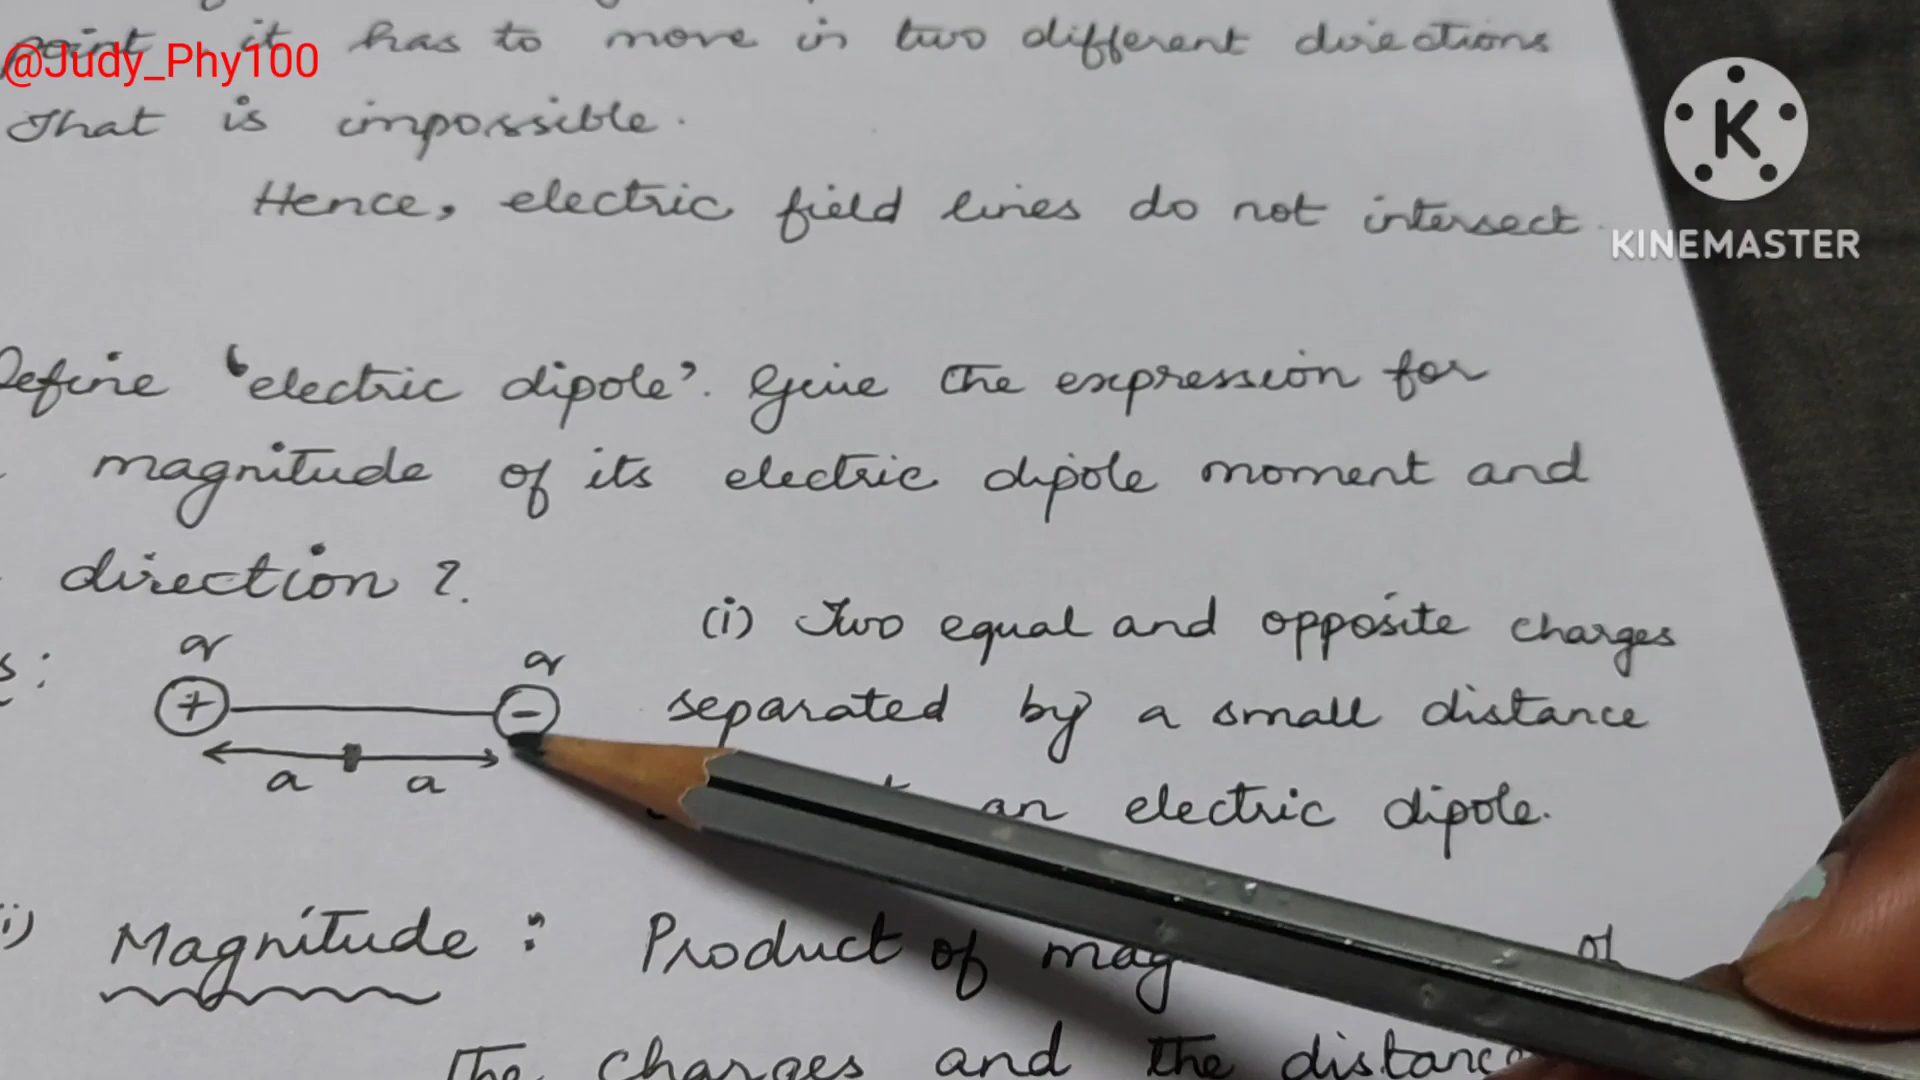 point it has to move in two different directions
@Judy_Phy100
That is impossible.
Hence, electric field lines do not intersect.
KINEMASTER
Define 'electric dipole'. Give the expression for
magnitude of its electric dipole moment and
direction ?.
(i) Two equal and opposite charges
q q
s:
+ -
separated by a small distance
a a
an electric dipole.
i) Magnitude : Product of mag of
The charges and the distance